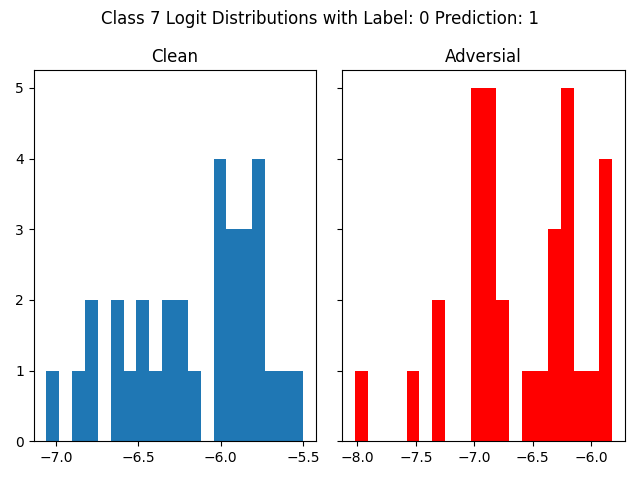 Class 7 Logit Distributions with Label: 0 Prediction: 1
Clean
Adversial
5
4
3
2
1
0
−7.0 −6.5 −6.0 −5.5
−8.0 −7.5 −7.0 −6.5 −6.0